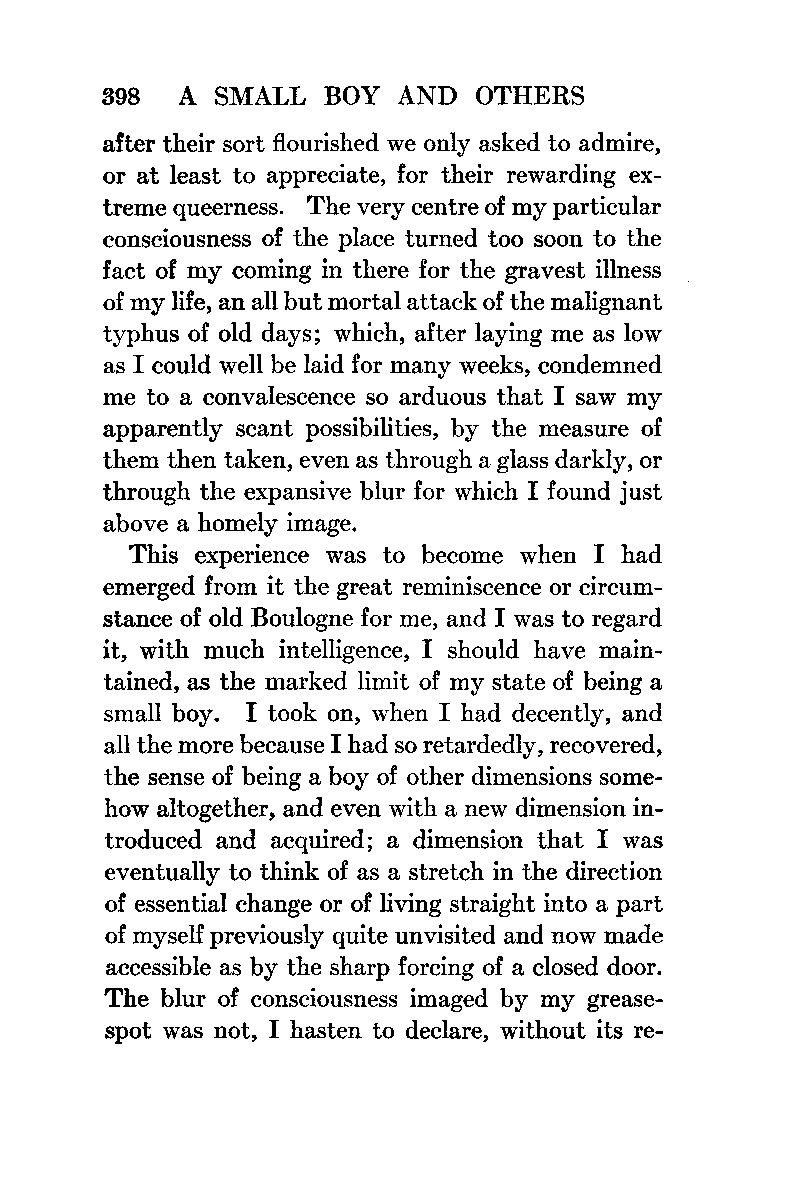 398 A SMALL BOY AND OTHERS
after their sort flourished we only asked to admire,
or at least to appreciate, for their rewarding ex-
treme queerness. The very centre of my particular
consciousness of the place turned too soon to the
fact of my coming in there for the gravest illness
of my life, an all but mortal attack of the malignant
typhus of old days; which, after laying me as low
as I could well be laid for many weeks, condemned
me to a convalescence so arduous that I saw my
apparently scant possibilities, by the measure of
them then taken, even as through a glass darkly, or
through the expansive blur for which I found just
above a homely image.
This experience was to become when I had
emerged from it the great reminiscence or circum-
stance of old Boulogne for me, and I was to regard
it, with much intelligence, I should have main-
tained, as the marked limit of my state of being a
small boy. I took on, when I had decently, and
all the more because I had so retardedly, recovered,
the sense of being a boy of other dimensions some-
how altogether, and even with a new dimension in-
troduced and acquired; a dimension that I was
eventually to think of as a stretch in the direction
of essential change or of living straight into a part
of myself previously quite unvisited and now made
accessible as by the sharp forcing of a closed door.
The blur of consciousness imaged by my grease-
spot was not, I hasten to declare, without its re-